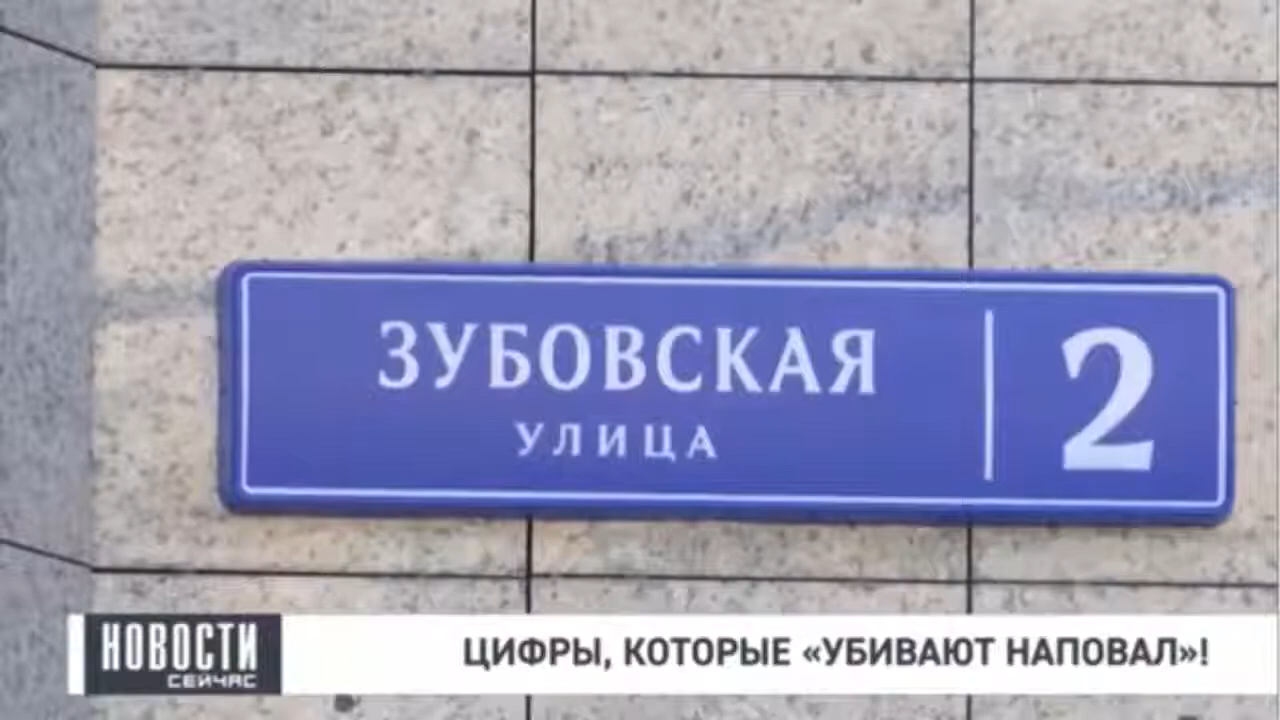 ЗУБОВСКАЯ
УЛИЦА
2
НОВОСТИ
СЕЙЧАС
ЦИФРЫ, КОТОРЫЕ «УБИВАЮТ НАПОВАЛ»!